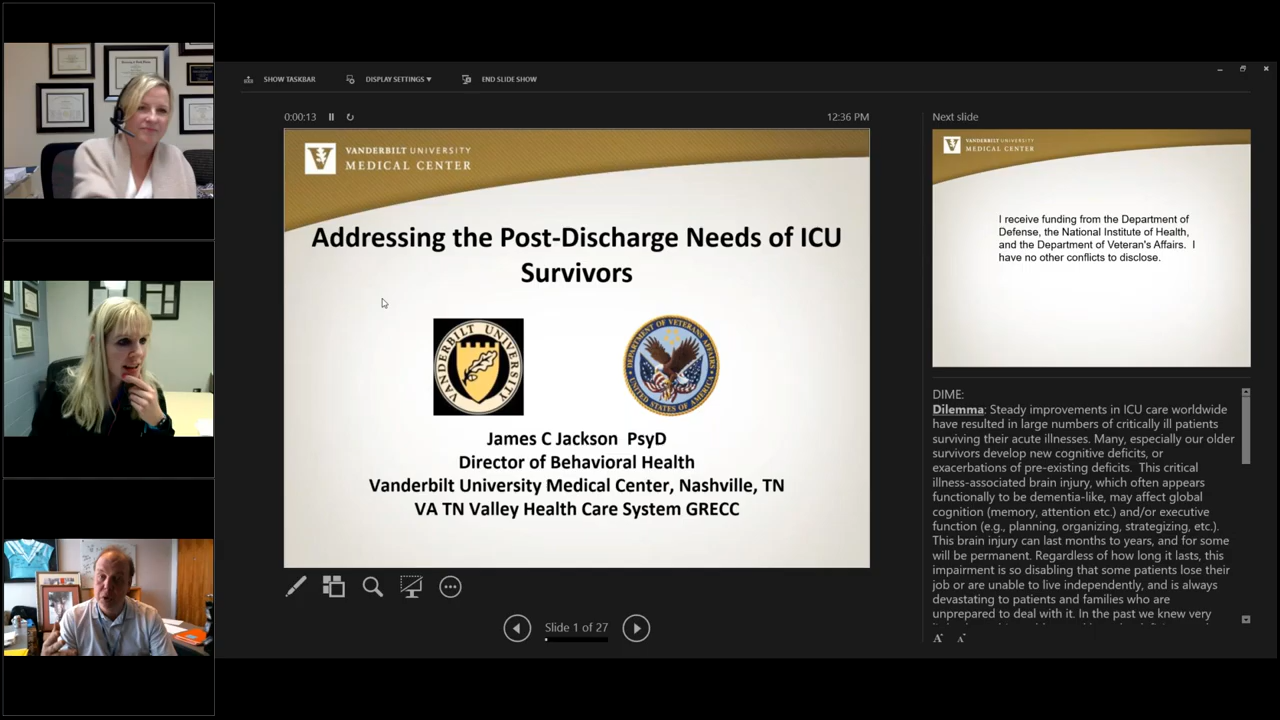 SHOW TASKBAR
DISPLAY SETTINGS ▾
END SLIDE SHOW
0:00:13
12:36 PM
VANDERBILT UNIVERSITY
MEDICAL CENTER
Addressing the Post-Discharge Needs of ICU
Survivors
VANDERBILT UNIVERSITY
DEPARTMENT OF VETERANS AFFAIRS
UNITED STATES OF AMERICA
James C Jackson PsyD
Director of Behavioral Health
Vanderbilt University Medical Center, Nashville, TN
VA TN Valley Health Care System GRECC
Slide 1 of 27
Next slide
VANDERBILT UNIVERSITY
MEDICAL CENTER
I receive funding from the Department of
Defense, the National Institute of Health,
and the Department of Veteran's Affairs. I
have no other conflicts to disclose.
DIME:
Dilemma: Steady improvements in ICU care worldwide
have resulted in large numbers of critically ill patients
surviving their acute illnesses. Many, especially our older
survivors develop new cognitive deficits, or
exacerbations of pre-existing deficits. This critical
illness-associated brain injury, which often appears
functionally to be dementia-like, may affect global
cognition (memory, attention etc.) and/or executive
function (e.g., planning, organizing, strategizing, etc.).
This brain injury can last months to years, and for some
will be permanent. Regardless of how long it lasts, this
impairment is so disabling that some patients lose their
job or are unable to live independently, and is always
devastating to patients and families who are
unprepared to deal with it. In the past we knew very